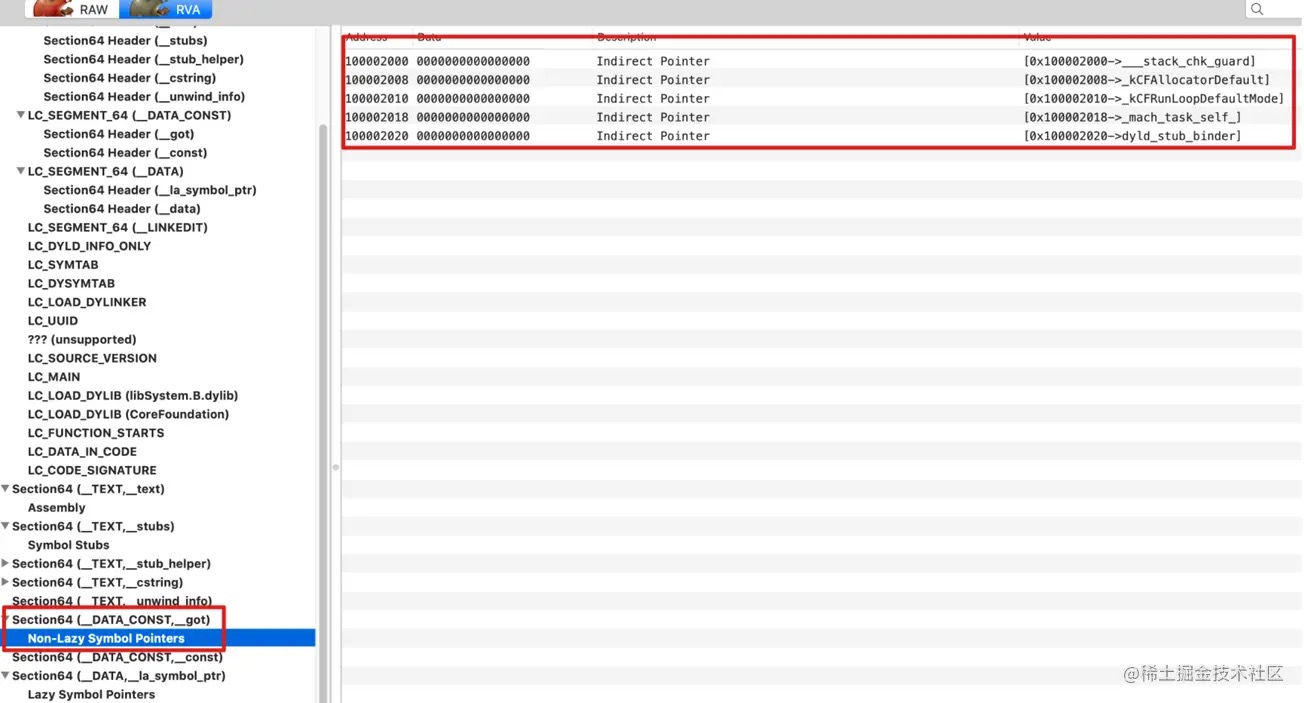 RAW RVA
Section64 Header (__stubs)
Section64 Header (__stub_helper)
Section64 Header (__cstring)
Section64 Header (__unwind_info)
LC_SEGMENT_64 (__DATA_CONST)
Section64 Header (__got)
Section64 Header (__const)
LC_SEGMENT_64 (__DATA)
Section64 Header (__la_symbol_ptr)
Section64 Header (__data)
LC_SEGMENT_64 (__LINKEDIT)
LC_DYLD_INFO_ONLY
LC_SYMTAB
LC_DYSYMTAB
LC_LOAD_DYLINKER
LC_UUID
??? (unsupported)
LC_SOURCE_VERSION
LC_MAIN
LC_LOAD_DYLIB (libSystem.B.dylib)
LC_LOAD_DYLIB (CoreFoundation)
LC_FUNCTION_STARTS
LC_DATA_IN_CODE
LC_CODE_SIGNATURE
Section64 (__TEXT,__text)
Assembly
Section64 (__TEXT,__stubs)
Symbol Stubs
Section64 (__TEXT,__stub_helper)
Section64 (__TEXT,__cstring)
Section64 (__TEXT,__unwind_info)
Section64 (__DATA_CONST,__got)
Non-Lazy Symbol Pointers
Section64 (__DATA_CONST,__const)
Section64 (__DATA,__la_symbol_ptr)
Lazy Symbol Pointers
Address Data Description Value
100002000 0000000000000000 Indirect Pointer [0x100002000->___stack_chk_guard]
100002008 0000000000000000 Indirect Pointer [0x100002008->_kCFAllocatorDefault]
100002010 0000000000000000 Indirect Pointer [0x100002010->_kCFRunLoopDefaultMode]
100002018 0000000000000000 Indirect Pointer [0x100002018->_mach_task_self_]
100002020 0000000000000000 Indirect Pointer [0x100002020->dyld_stub_binder]
@稀土掘金技术社区